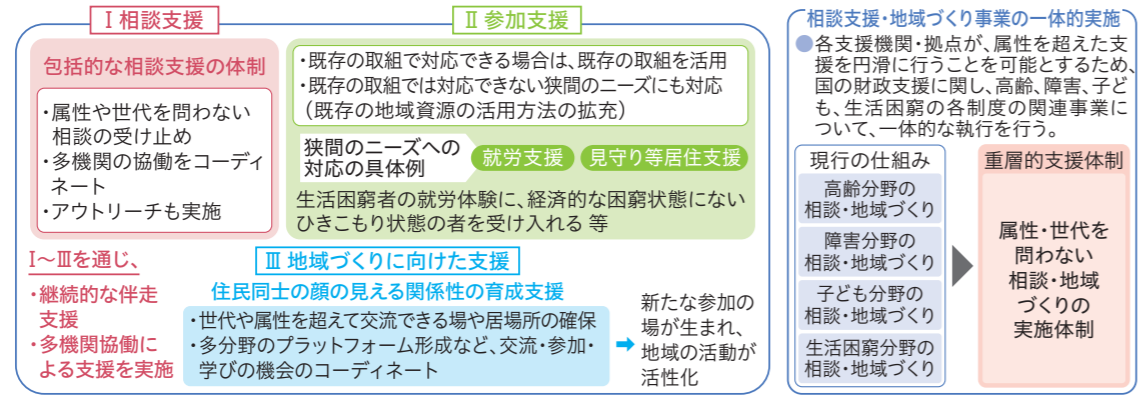 Ⅰ 相談支援
包括的な相談支援の体制
・属性や世代を問わない
相談の受け止め
・多機関の協働をコーディ
ネート
・アウトリーチも実施
Ⅱ 参加支援
・既存の取組で対応できる場合は、既存の取組を活用
・既存の取組では対応できない狭間のニーズにも対応
（既存の地域資源の活用方法の拡充）
狭間のニーズへの
対応の具体例
就労支援
見守り等居住支援
生活困窮者の就労体験に、経済的な困窮状態にない
ひきこもり状態の者を受け入れる 等
Ⅰ～Ⅲを通じ、
・継続的な伴走
支援
・多機関協働に
よる支援を実施
Ⅲ 地域づくりに向けた支援
住民同士の顔の見える関係性の育成支援
・世代や属性を超えて交流できる場や居場所の確保
・多分野のプラットフォーム形成など、交流・参加・
学びの機会のコーディネート
➡
新たな参加の
場が生まれ、
地域の活動が
活性化
相談支援・地域づくり事業の一体的実施
●各支援機関・拠点が、属性を超えた支
援を円滑に行うことを可能とするため、
国の財政支援に関し、高齢、障害、子ど
も、生活困窮の各制度の関連事業に
ついて、一体的な執行を行う。
現行の仕組み
高齢分野の
相談・地域づくり
障害分野の
相談・地域づくり
子ども分野の
相談・地域づくり
生活困窮分野の
相談・地域づくり
重層的支援体制
属性・世代を
問わない
相談・地域
づくりの
実施体制